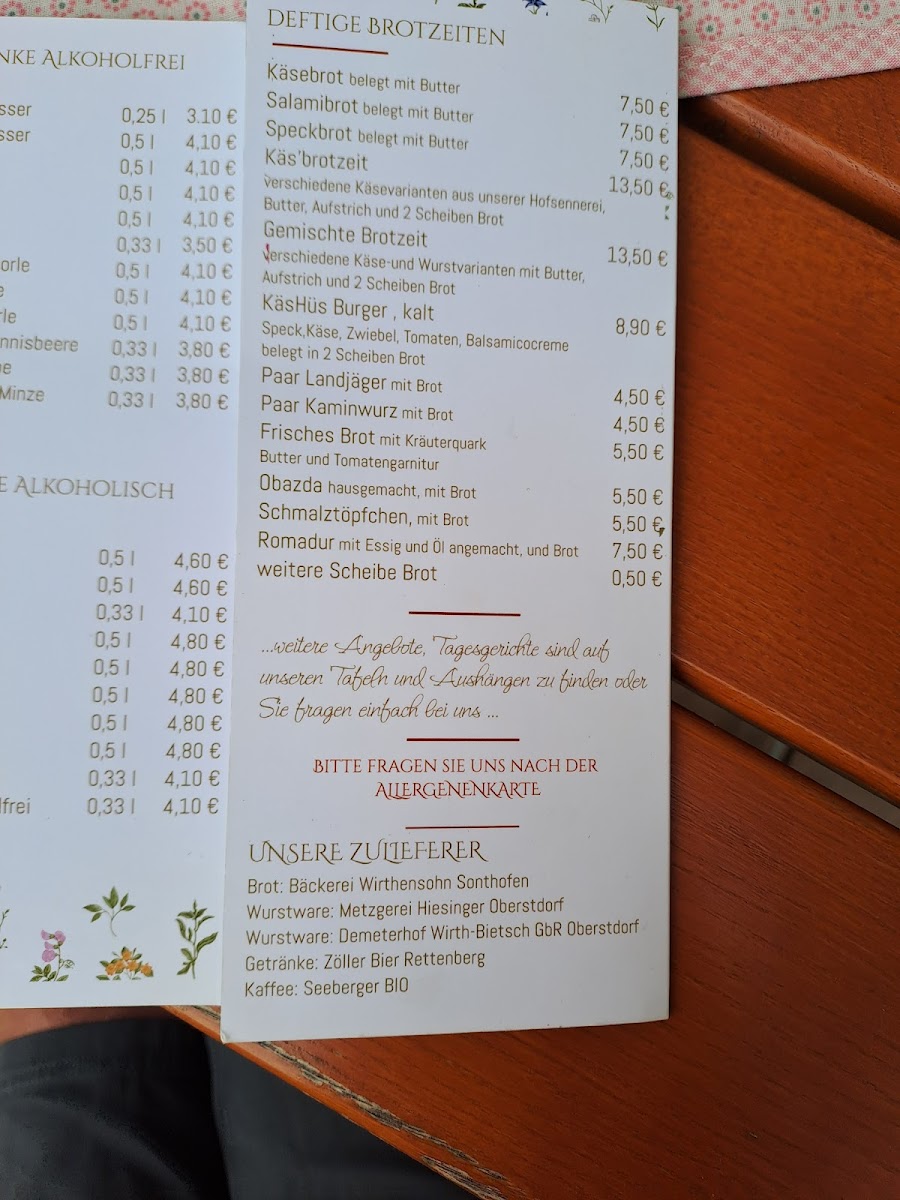 NKE ALKOHOLFREI
sser 0,25 l 3.10 €
sser 0,5 l 4,10 €
0,5 l 4,10 €
0,5 l 4,10 €
0,5 l 4,10 €
0,33 l 3,50 €
orle 0,5 l 4,10 €
e 0,5 l 4,10 €
rle 0,5 l 4,10 €
nnisbeere 0,33 l 3,80 €
e 0,33 l 3,80 €
Minze 0,33 l 3,80 €
E ALKOHOLISCH
0,5 l 4,60 €
0,5 l 4,60 €
0,33 l 4,10 €
0,5 l 4,80 €
0,5 l 4,80 €
0,5 l 4,80 €
0,5 l 4,80 €
0,5 l 4,80 €
0,33 l 4,10 €
lfrei 0,33 l 4,10 €
DEFTIGE BROTZEITEN
Käsebrot belegt mit Butter 7,50 €
Salamibrot belegt mit Butter 7,50 €
Speckbrot belegt mit Butter 7,50 €
Käs'brotzeit 13,50 €
verschiedene Käsevarianten aus unserer Hofsennerei,
Butter, Aufstrich und 2 Scheiben Brot
Gemischte Brotzeit 13,50 €
verschiedene Käse-und Wurstvarianten mit Butter,
Aufstrich und 2 Scheiben Brot
KäsHüs Burger , kalt 8,90 €
Speck,Käse, Zwiebel, Tomaten, Balsamicocreme
belegt in 2 Scheiben Brot
Paar Landjäger mit Brot 4,50 €
Paar Kaminwurz mit Brot 4,50 €
Frisches Brot mit Kräuterquark 5,50 €
Butter und Tomatengarnitur
Obazda hausgemacht, mit Brot 5,50 €
Schmalztöpfchen, mit Brot 5,50 €
Romadur mit Essig und Öl angemacht, und Brot 7,50 €
weitere Scheibe Brot 0,50 €
...weitere Angebote, Tagesgerichte sind auf
unseren Tafeln und Aushängen zu finden oder
Sie fragen einfach bei uns ...
BITTE FRAGEN SIE UNS NACH DER
ALLERGENENKARTE
UNSERE ZULIEFERER
Brot: Bäckerei Wirthensohn Sonthofen
Wurstware: Metzgerei Hiesinger Oberstdorf
Wurstware: Demeterhof Wirth-Bietsch GbR Oberstdorf
Getränke: Zöller Bier Rettenberg
Kaffee: Seeberger BIO